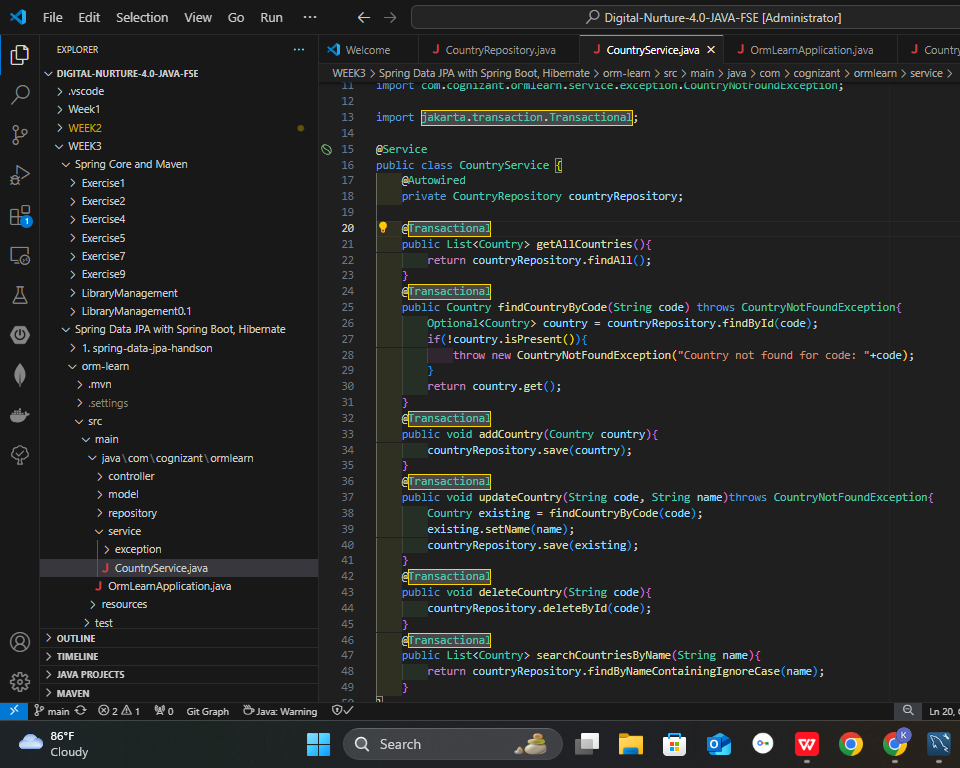 File Edit Selection View Go Run ··· Digital-Nurture-4.0-JAVA-FSE [Administrator]
EXPLORER ···
DIGITAL-NURTURE-4.0-JAVA-FSE
.vscode
Week1
WEEK2
WEEK3
Spring Core and Maven
Exercise1
Exercise2
Exercise4
Exercise5
Exercise7
Exercise9
LibraryManagement
LibraryManagement0.1
Spring Data JPA with Spring Boot, Hibernate
1. spring-data-jpa-handson
orm-learn
.mvn
.settings
src
main
java\com\cognizant\ormlearn
controller
model
repository
service
exception
CountryService.java
OrmLearnApplication.java
resources
test
OUTLINE
TIMELINE
JAVA PROJECTS
MAVEN
1
Welcome CountryRepository.java CountryService.java OrmLearnApplication.java
WEEK3 > Spring Data JPA with Spring Boot, Hibernate > orm-learn > src > main > java > com > cognizant > ormlearn > service >
11 import com.cognizant.ormlearn.service.exception.CountryNotFoundException;
12
13 import jakarta.transaction.Transactional;
14
15 @Service
16 public class CountryService {
17 @Autowired
18 private CountryRepository countryRepository;
19
20 @Transactional
21 public List<Country> getAllCountries(){
22 return countryRepository.findAll();
23 }
24 @Transactional
25 public Country findCountryByCode(String code) throws CountryNotFoundException{
26 Optional<Country> country = countryRepository.findById(code);
27 if(!country.isPresent()){
28 throw new CountryNotFoundException("Country not found for code: "+code);
29 }
30 return country.get();
31 }
32 @Transactional
33 public void addCountry(Country country){
34 countryRepository.save(country);
35 }
36 @Transactional
37 public void updateCountry(String code, String name)throws CountryNotFoundException{
38 Country existing = findCountryByCode(code);
39 existing.setName(name);
40 countryRepository.save(existing);
41 }
42 @Transactional
43 public void deleteCountry(String code){
44 countryRepository.deleteById(code);
45 }
46 @Transactional
47 public List<Country> searchCountriesByName(String name){
48 return countryRepository.findByNameContainingIgnoreCase(name);
49 }
main 2 1 0 Git Graph Java: Warning Ln 20,
86°F
Cloudy
Search
K